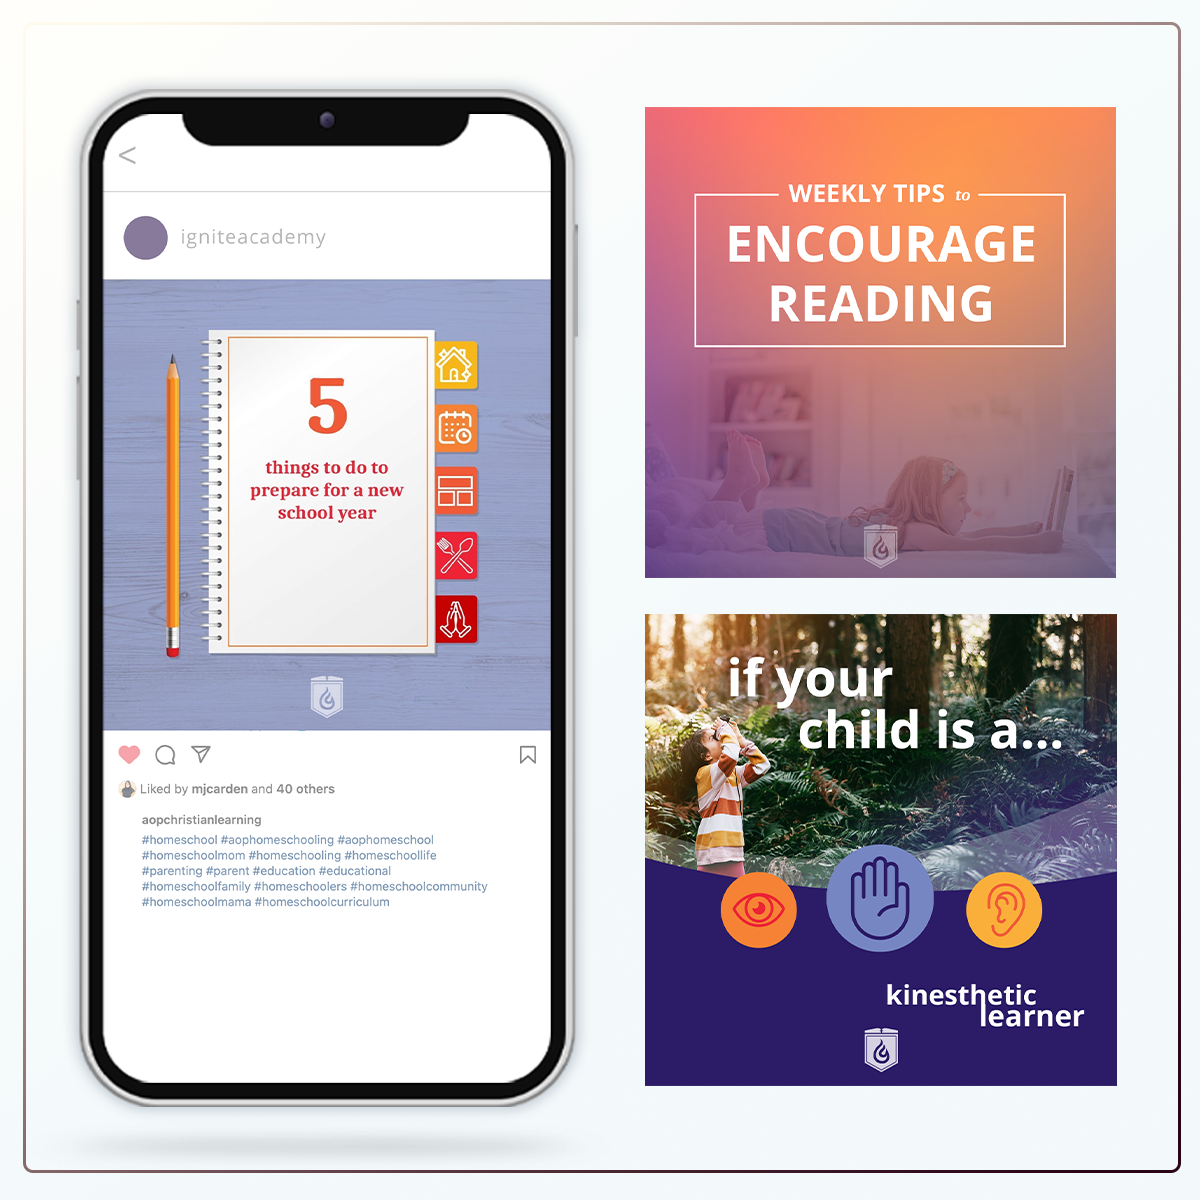 <
igniteacademy
5
things to do to
prepare for a new
school year
Liked by mjcarden and 40 others
aopchristianlearning
#homeschool #aophomeschooling #aophomeschool
#homeschoolmom #homeschooling #homeschoollife
#parenting #parent #education #educational
#homeschoolfamily #homeschoolers #homeschoolcommunity
#homeschoolmama #homeschoolcurriculum
WEEKLY TIPS to
ENCOURAGE
READING
if your
child is a...
kinesthetic
learner